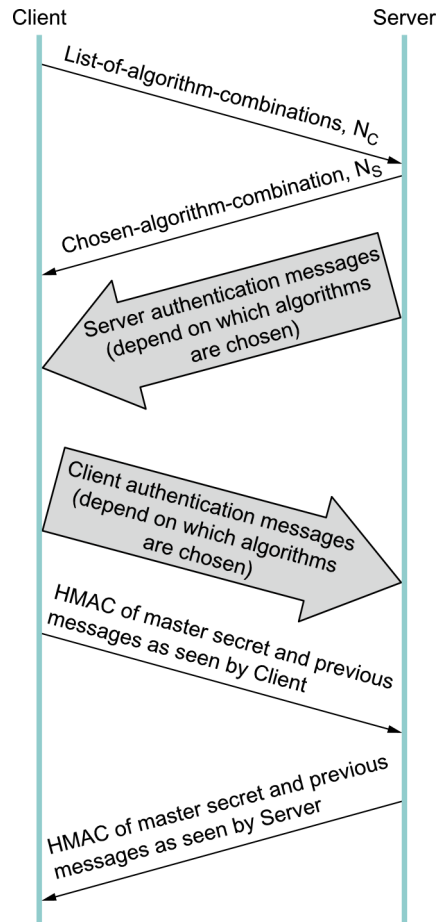 Client
Server
List-of-algorithm-combinations, NC
Chosen-algorithm-combination, NS
Server authentication messages
(depend on which algorithms
are chosen)
Client authentication messages
(depend on which algorithms
are chosen)
HMAC of master secret and previous
messages as seen by Client
HMAC of master secret and previous
messages as seen by Server